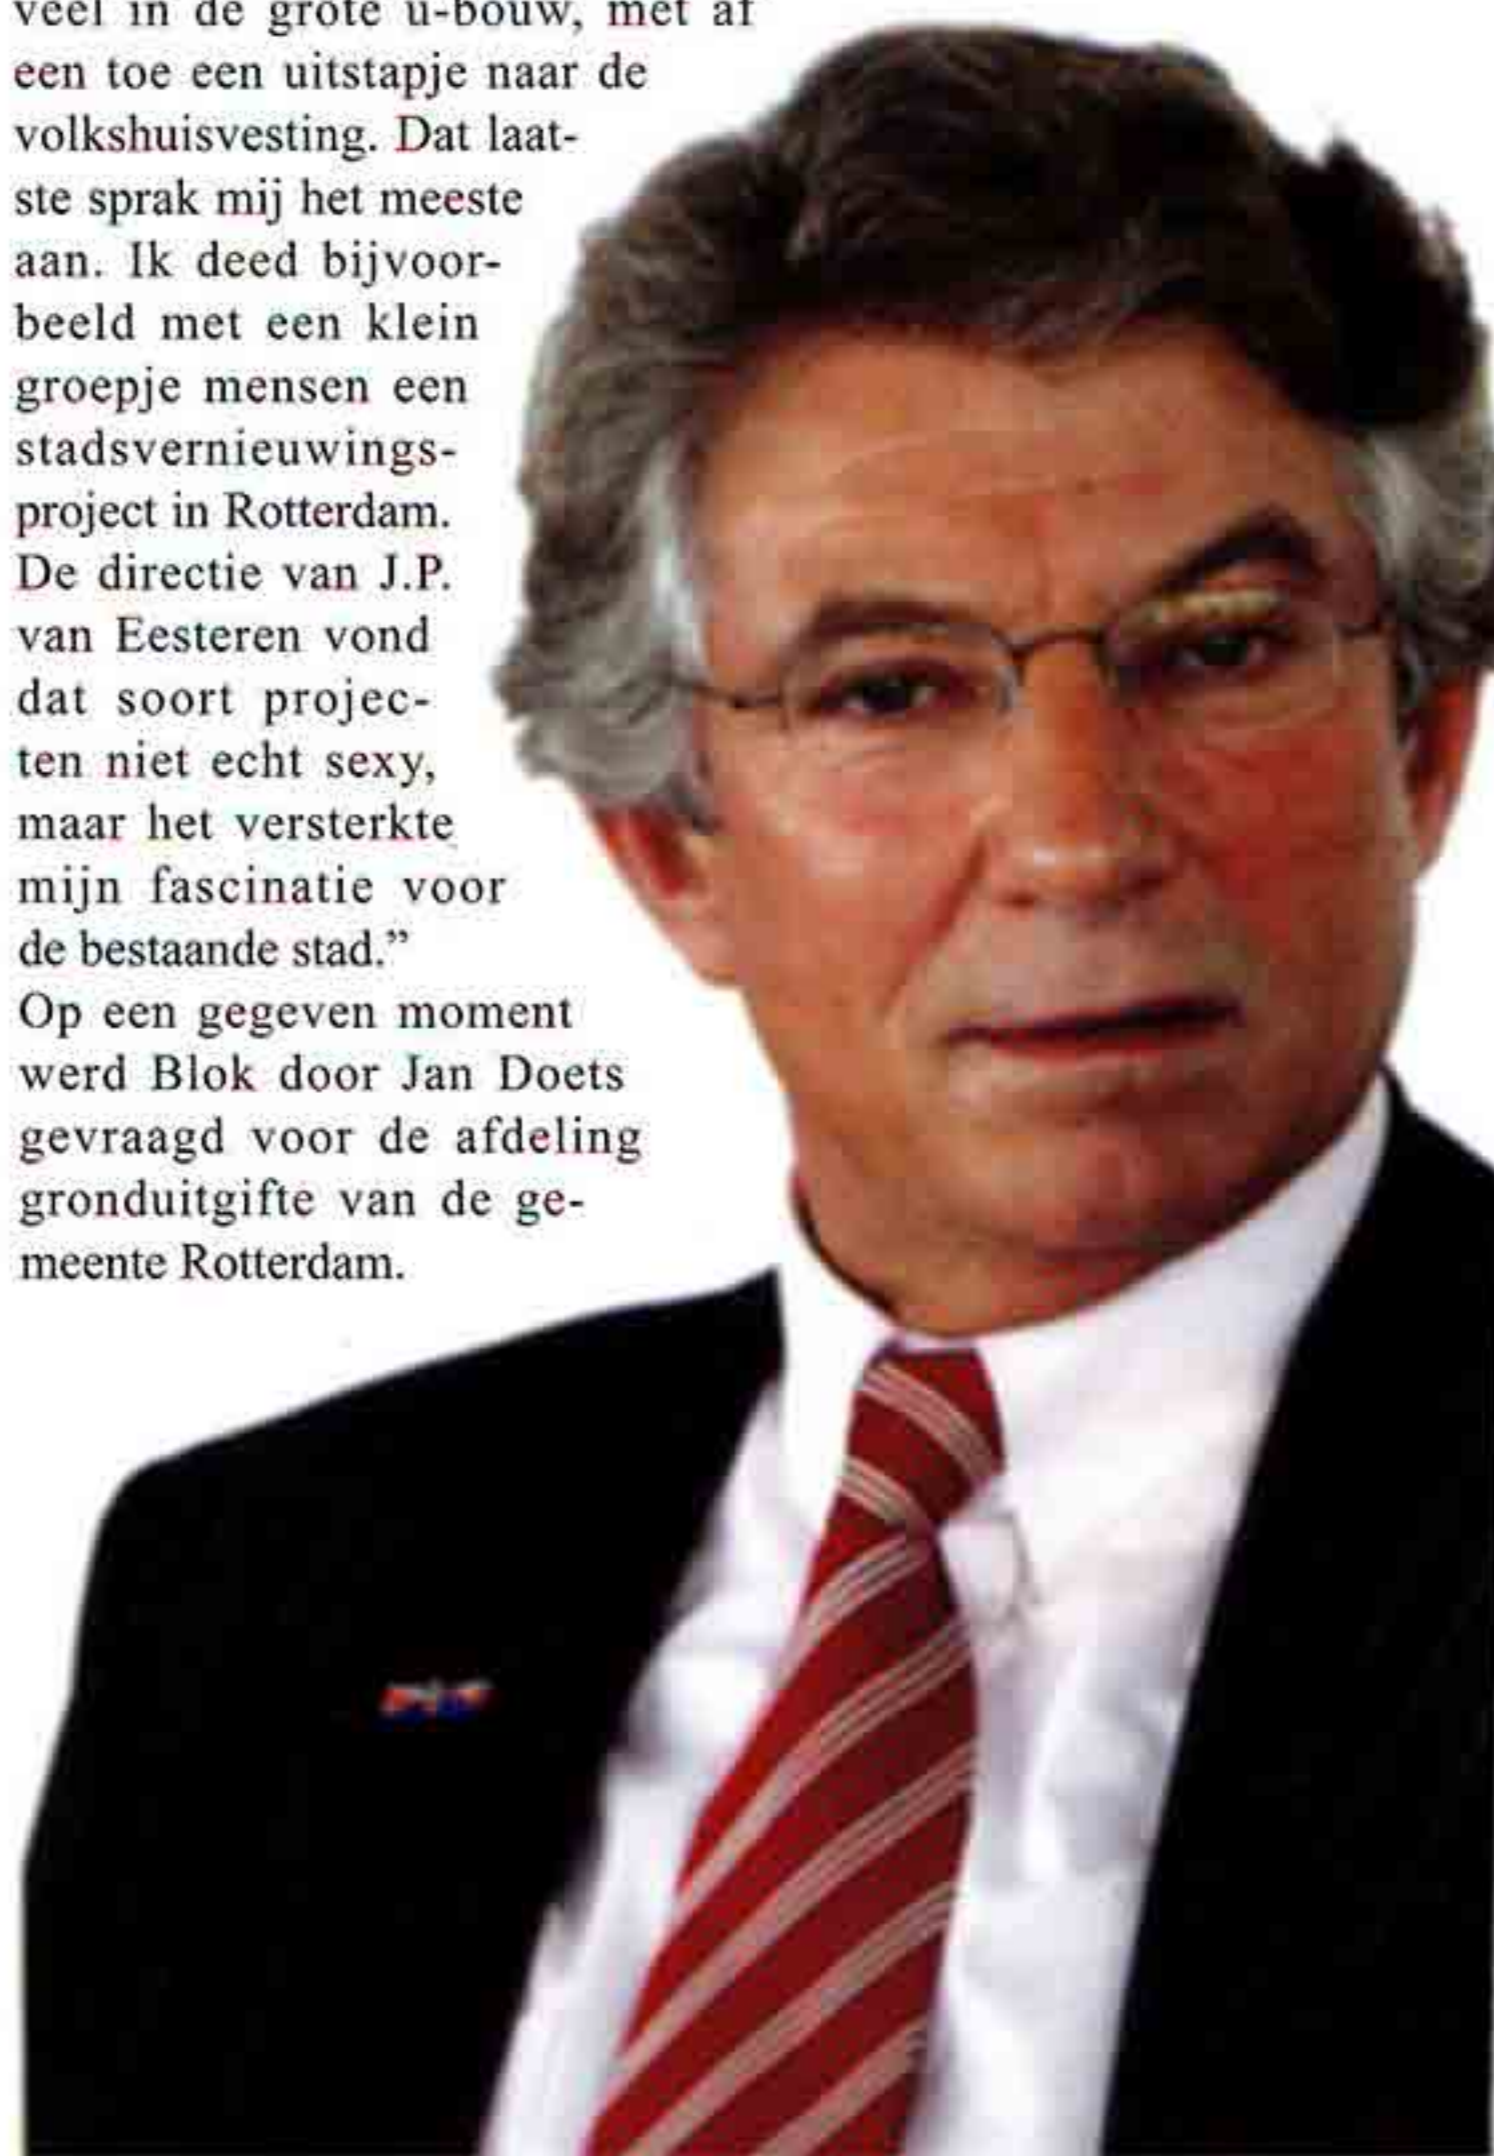 veel in de grote u-bouw, met af
een toe een uitstapje naar de
volkshuisvesting. Dat laat-
ste sprak mij het meeste
aan. Ik deed bijvoor-
beeld met een klein
groepje mensen een
stadsvernieuwings-
project in Rotterdam.
De directie van J.P.
van Eesteren vond
dat soort projec-
ten niet echt sexy,
maar het versterkte
mijn fascinatie voor
de bestaande stad.”
Op een gegeven moment
werd Blok door Jan Doets
gevraagd voor de afdeling
gronduitgifte van de ge-
meente Rotterdam.